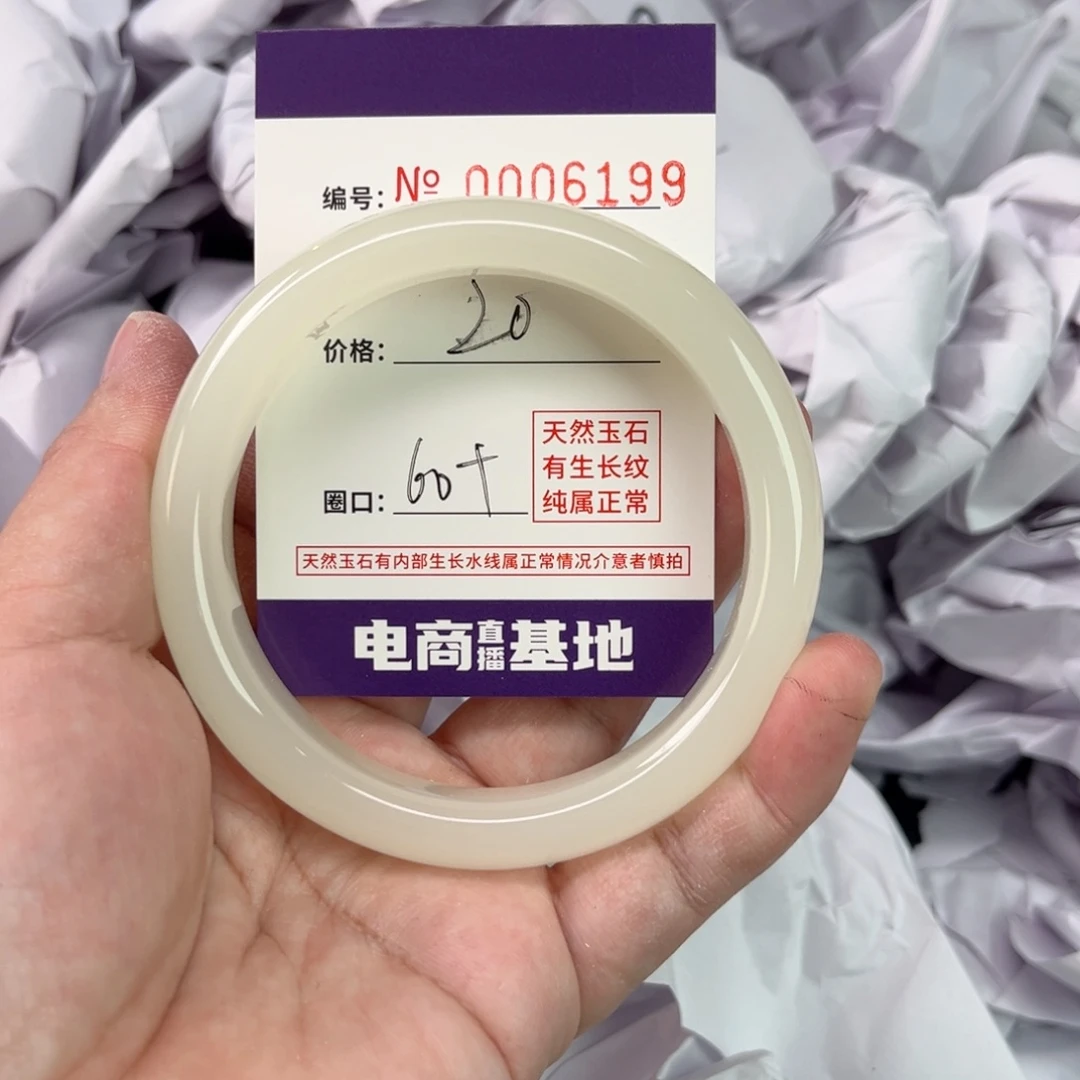 编号: № 0006199
价格: 20
圈口: 60+
天然玉石
有生长纹
纯属正常
天然玉石有内部生长水线属正常情况介意者慎拍
电商直播基地